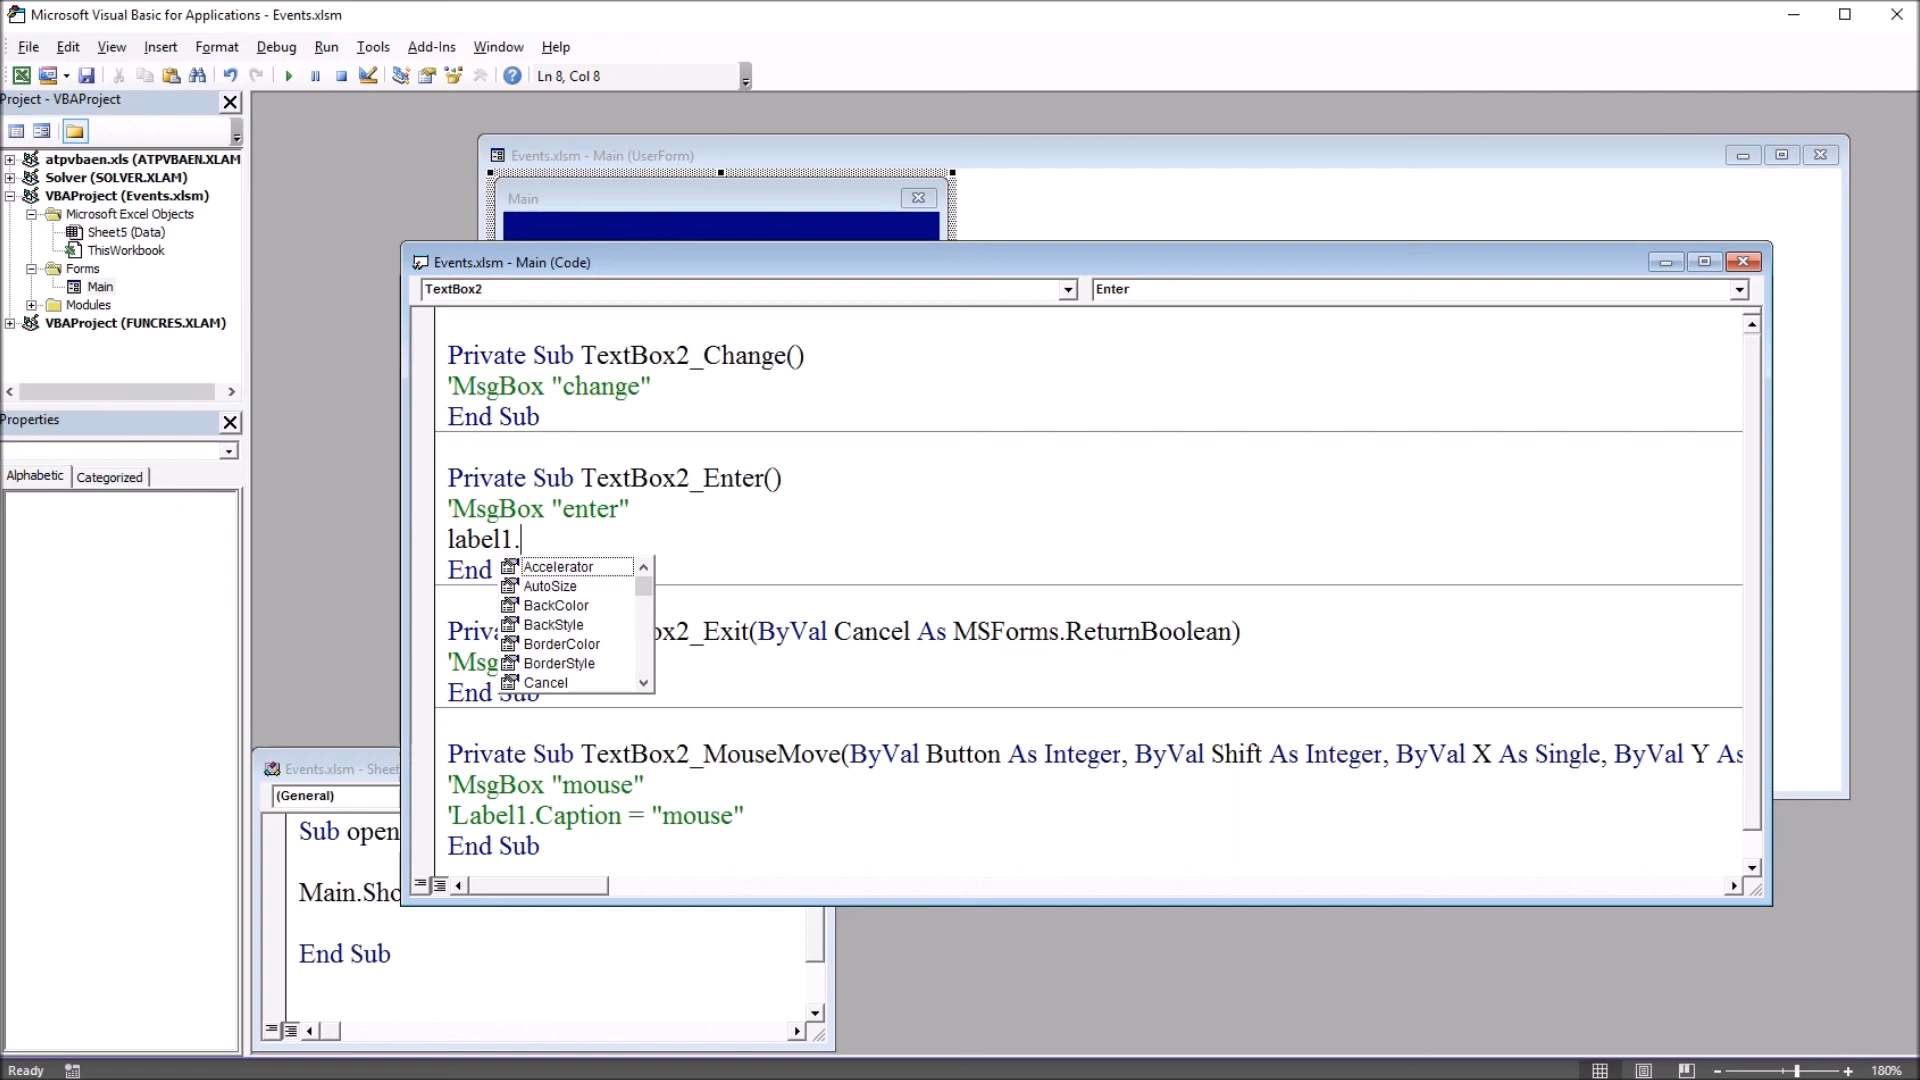 Microsoft Visual Basic for Applications - Events.xlsm
File Edit View Insert Format Debug Run Tools Add-Ins Window Help
Ln 8, Col 8
Project - VBAProject
atpvbaen.xls (ATPVBAEN.XLAM
Solver (SOLVER.XLAM)
VBAProject (Events.xlsm)
Microsoft Excel Objects
Sheet5 (Data)
ThisWorkbook
Forms
Main
Modules
VBAProject (FUNCRES.XLAM)
Properties
Alphabetic Categorized
Events.xlsm - Main (UserForm)
Main
Events.xlsm - Main (Code)
TextBox2 Enter
Private Sub TextBox2_Change()
'MsgBox "change"
End Sub
Private Sub TextBox2_Enter()
'MsgBox "enter"
label1.
End
Accelerator
AutoSize
BackColor
BackStyle
BorderColor
BorderStyle
Cancel
Priva x2_Exit(ByVal Cancel As MSForms.ReturnBoolean)
'Msg
End Sub
Private Sub TextBox2_MouseMove(ByVal Button As Integer, ByVal Shift As Integer, ByVal X As Single, ByVal Y As
'MsgBox "mouse"
'Label1.Caption = "mouse"
End Sub
Events.xlsm - Sheet
(General)
Sub open
Main.Sho
End Sub
Ready
180%